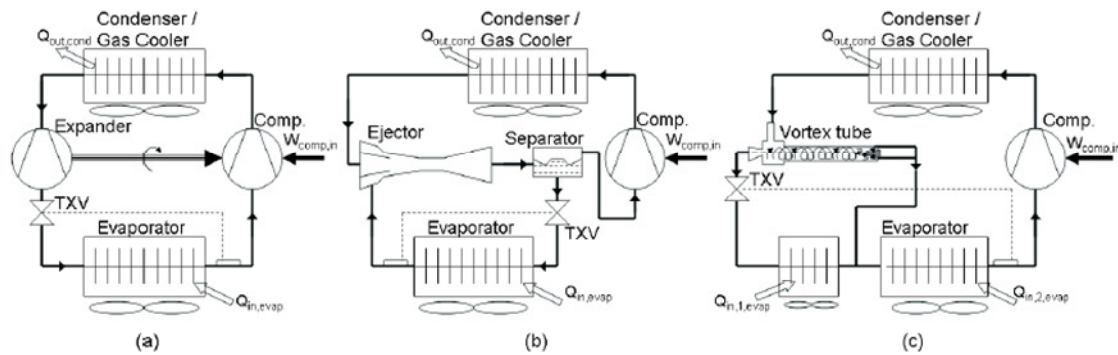 Condenser /
Gas Cooler
Qout,cond
Expander
Comp.
Wcomp,in
TXV
Evaporator
Qin,evap
(a)
Condenser /
Gas Cooler
Qout,cond
Ejector
Separator
Comp.
Wcomp,in
TXV
Evaporator
Qin,evap
(b)
Condenser /
Gas Cooler
Qout,cond
Vortex tube
Comp.
Wcomp,in
TXV
Evaporator
Qin,1,evap
Qin,2,evap
(c)